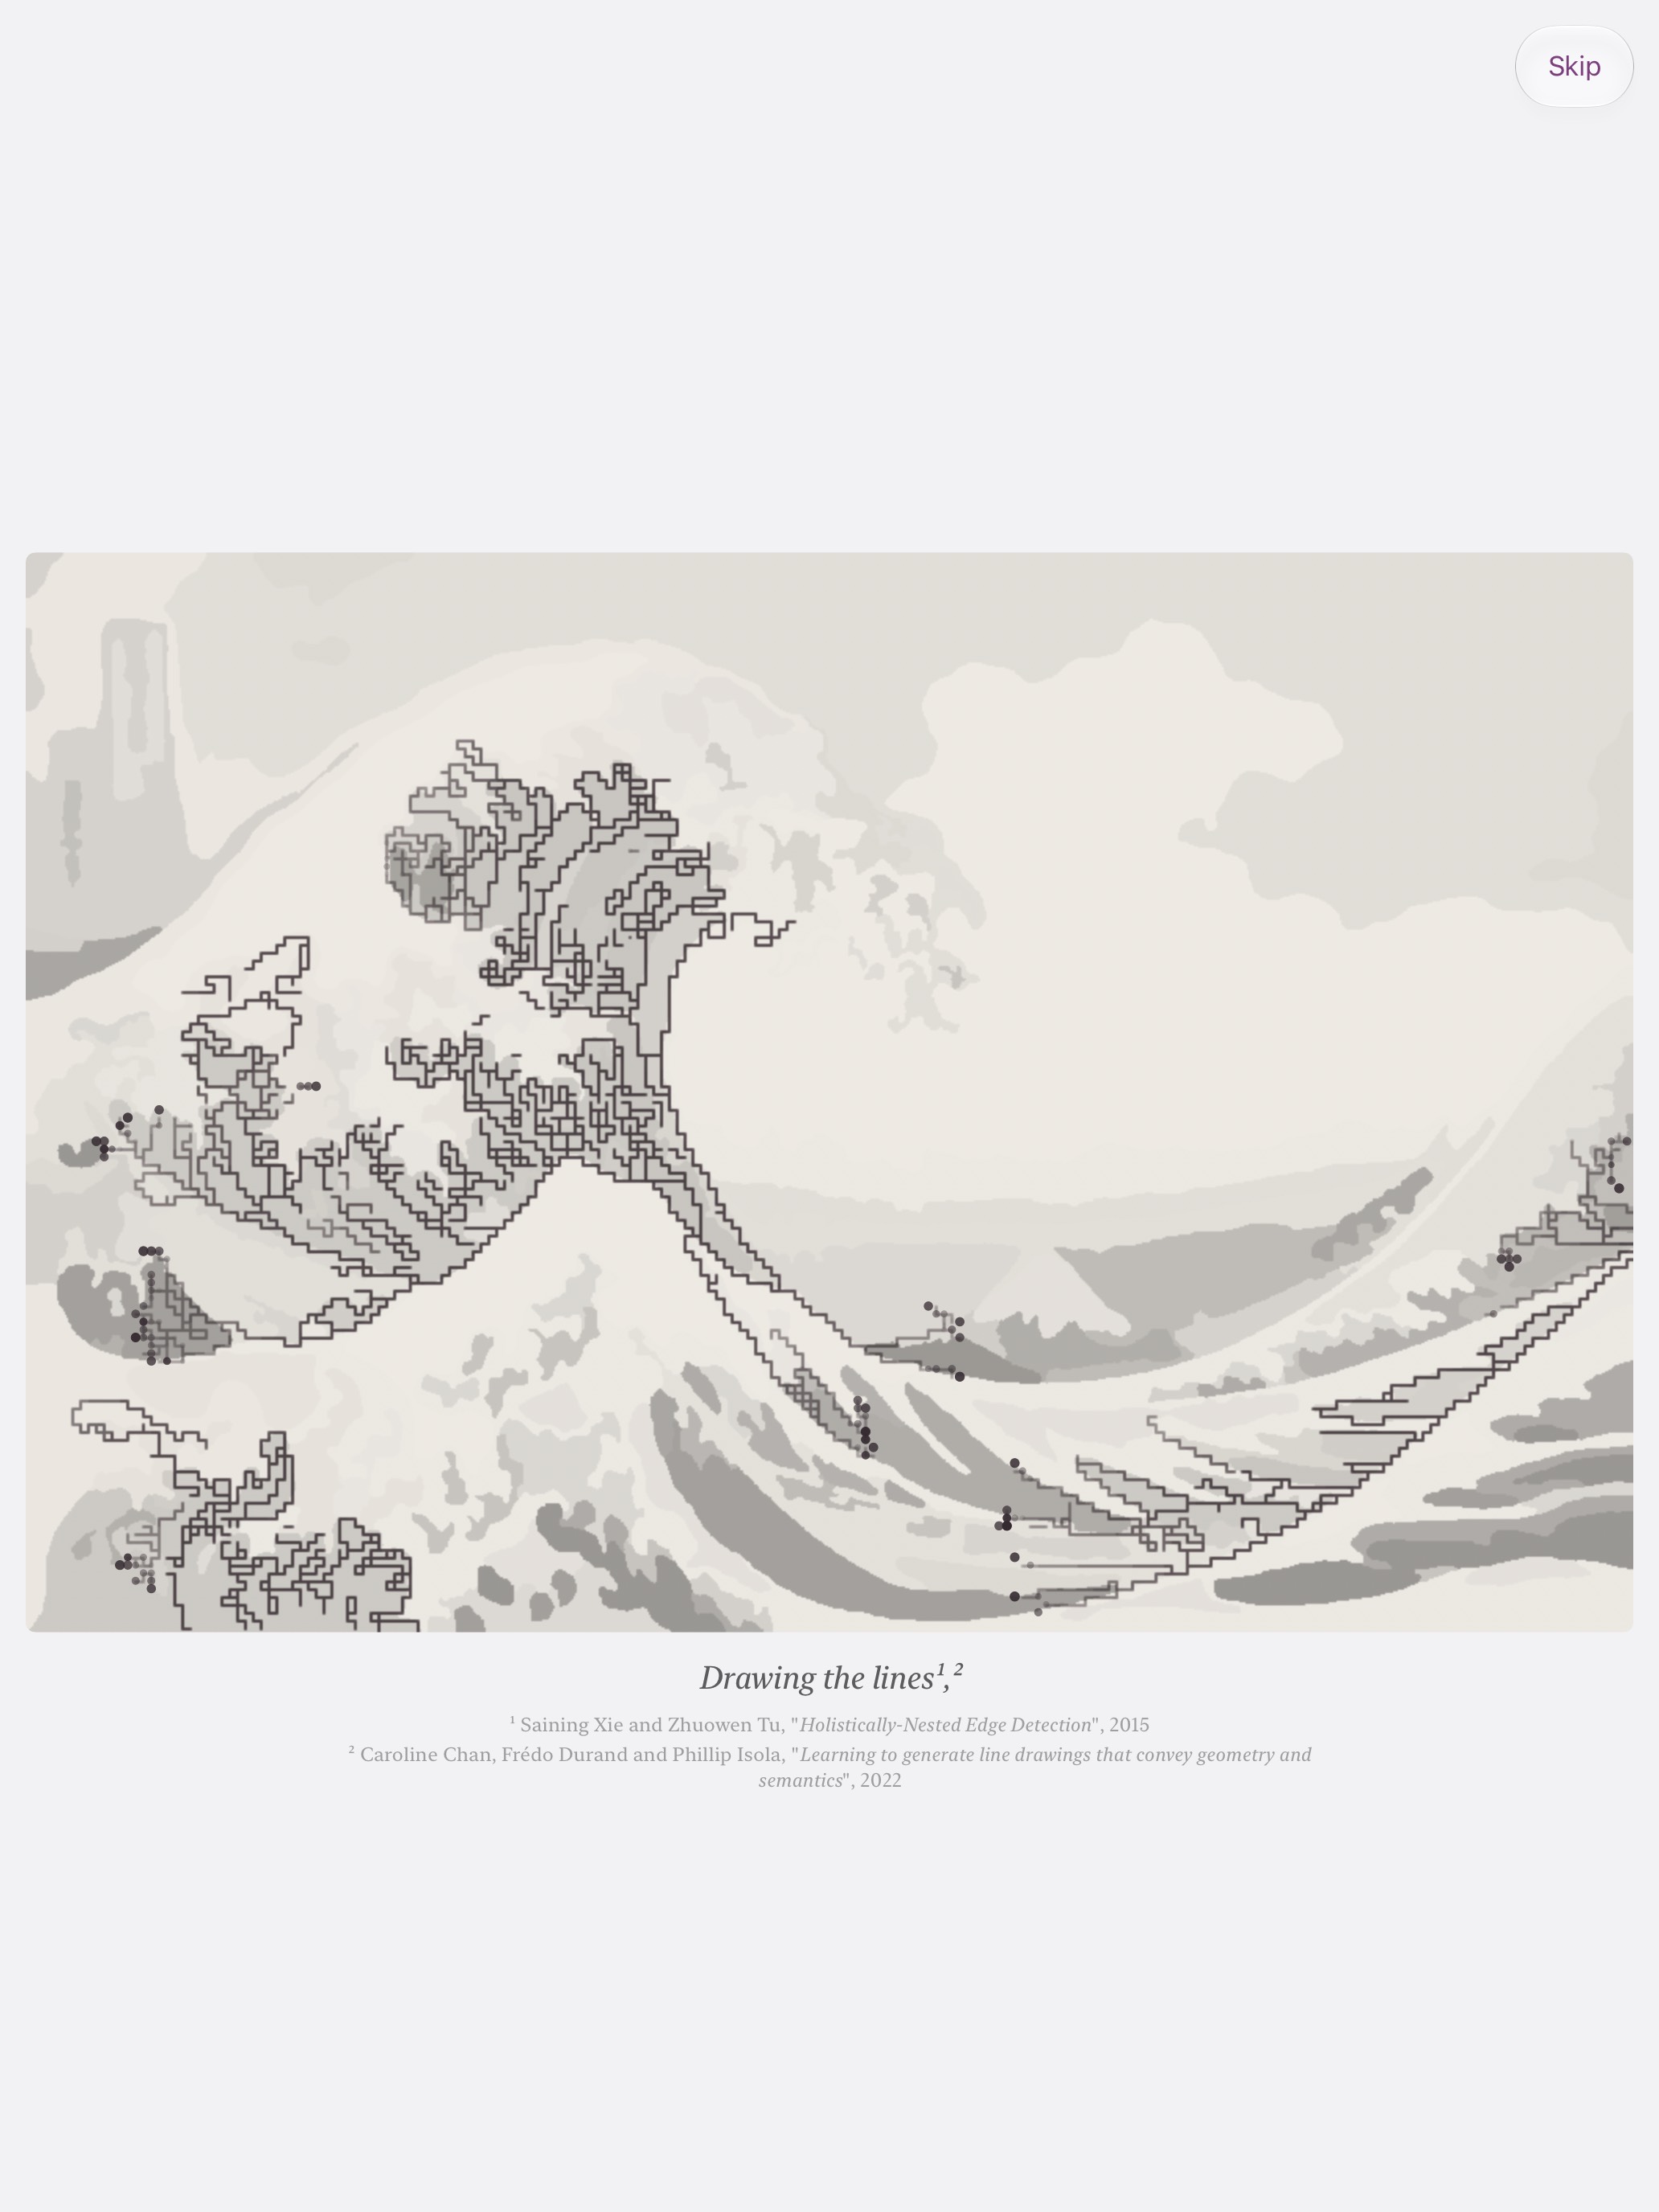 Skip
Drawing the lines¹,²
¹ Saining Xie and Zhuowen Tu, "Holistically-Nested Edge Detection", 2015
² Caroline Chan, Frédo Durand and Phillip Isola, "Learning to generate line drawings that convey geometry and
semantics", 2022